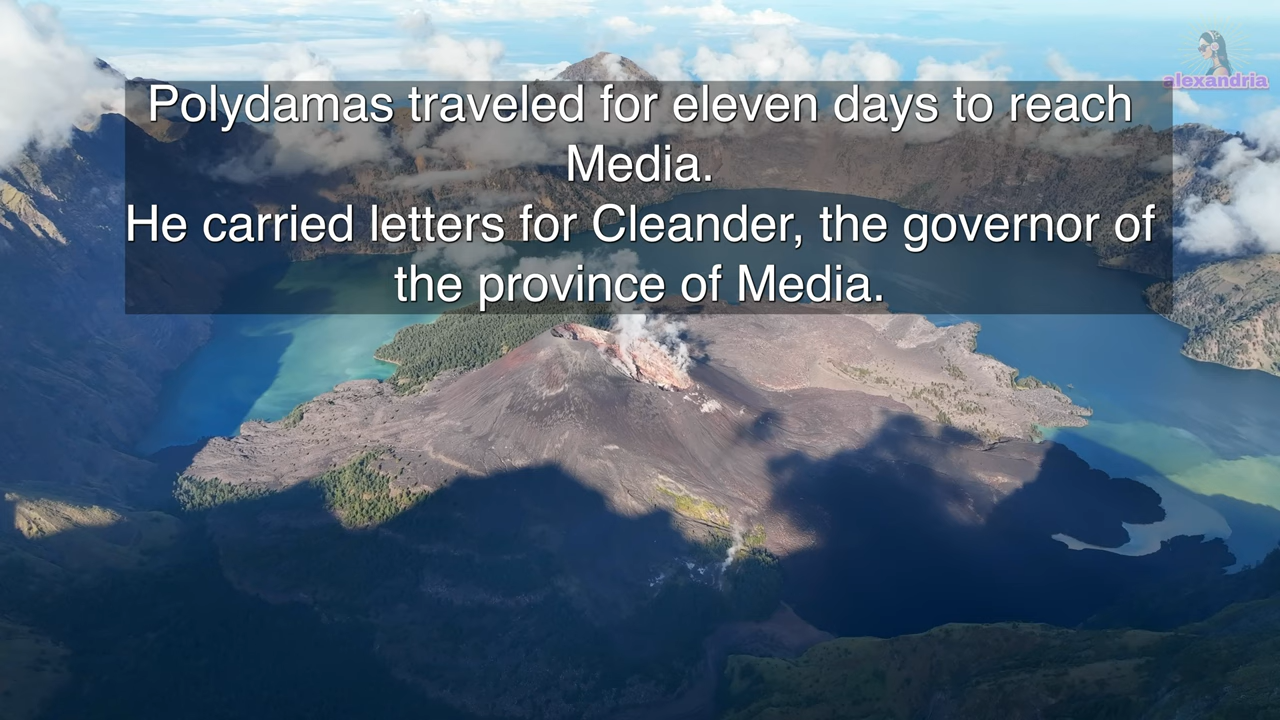 alexandria
Polydamas traveled for eleven days to reach
Media.
He carried letters for Cleander, the governor of
the province of Media.